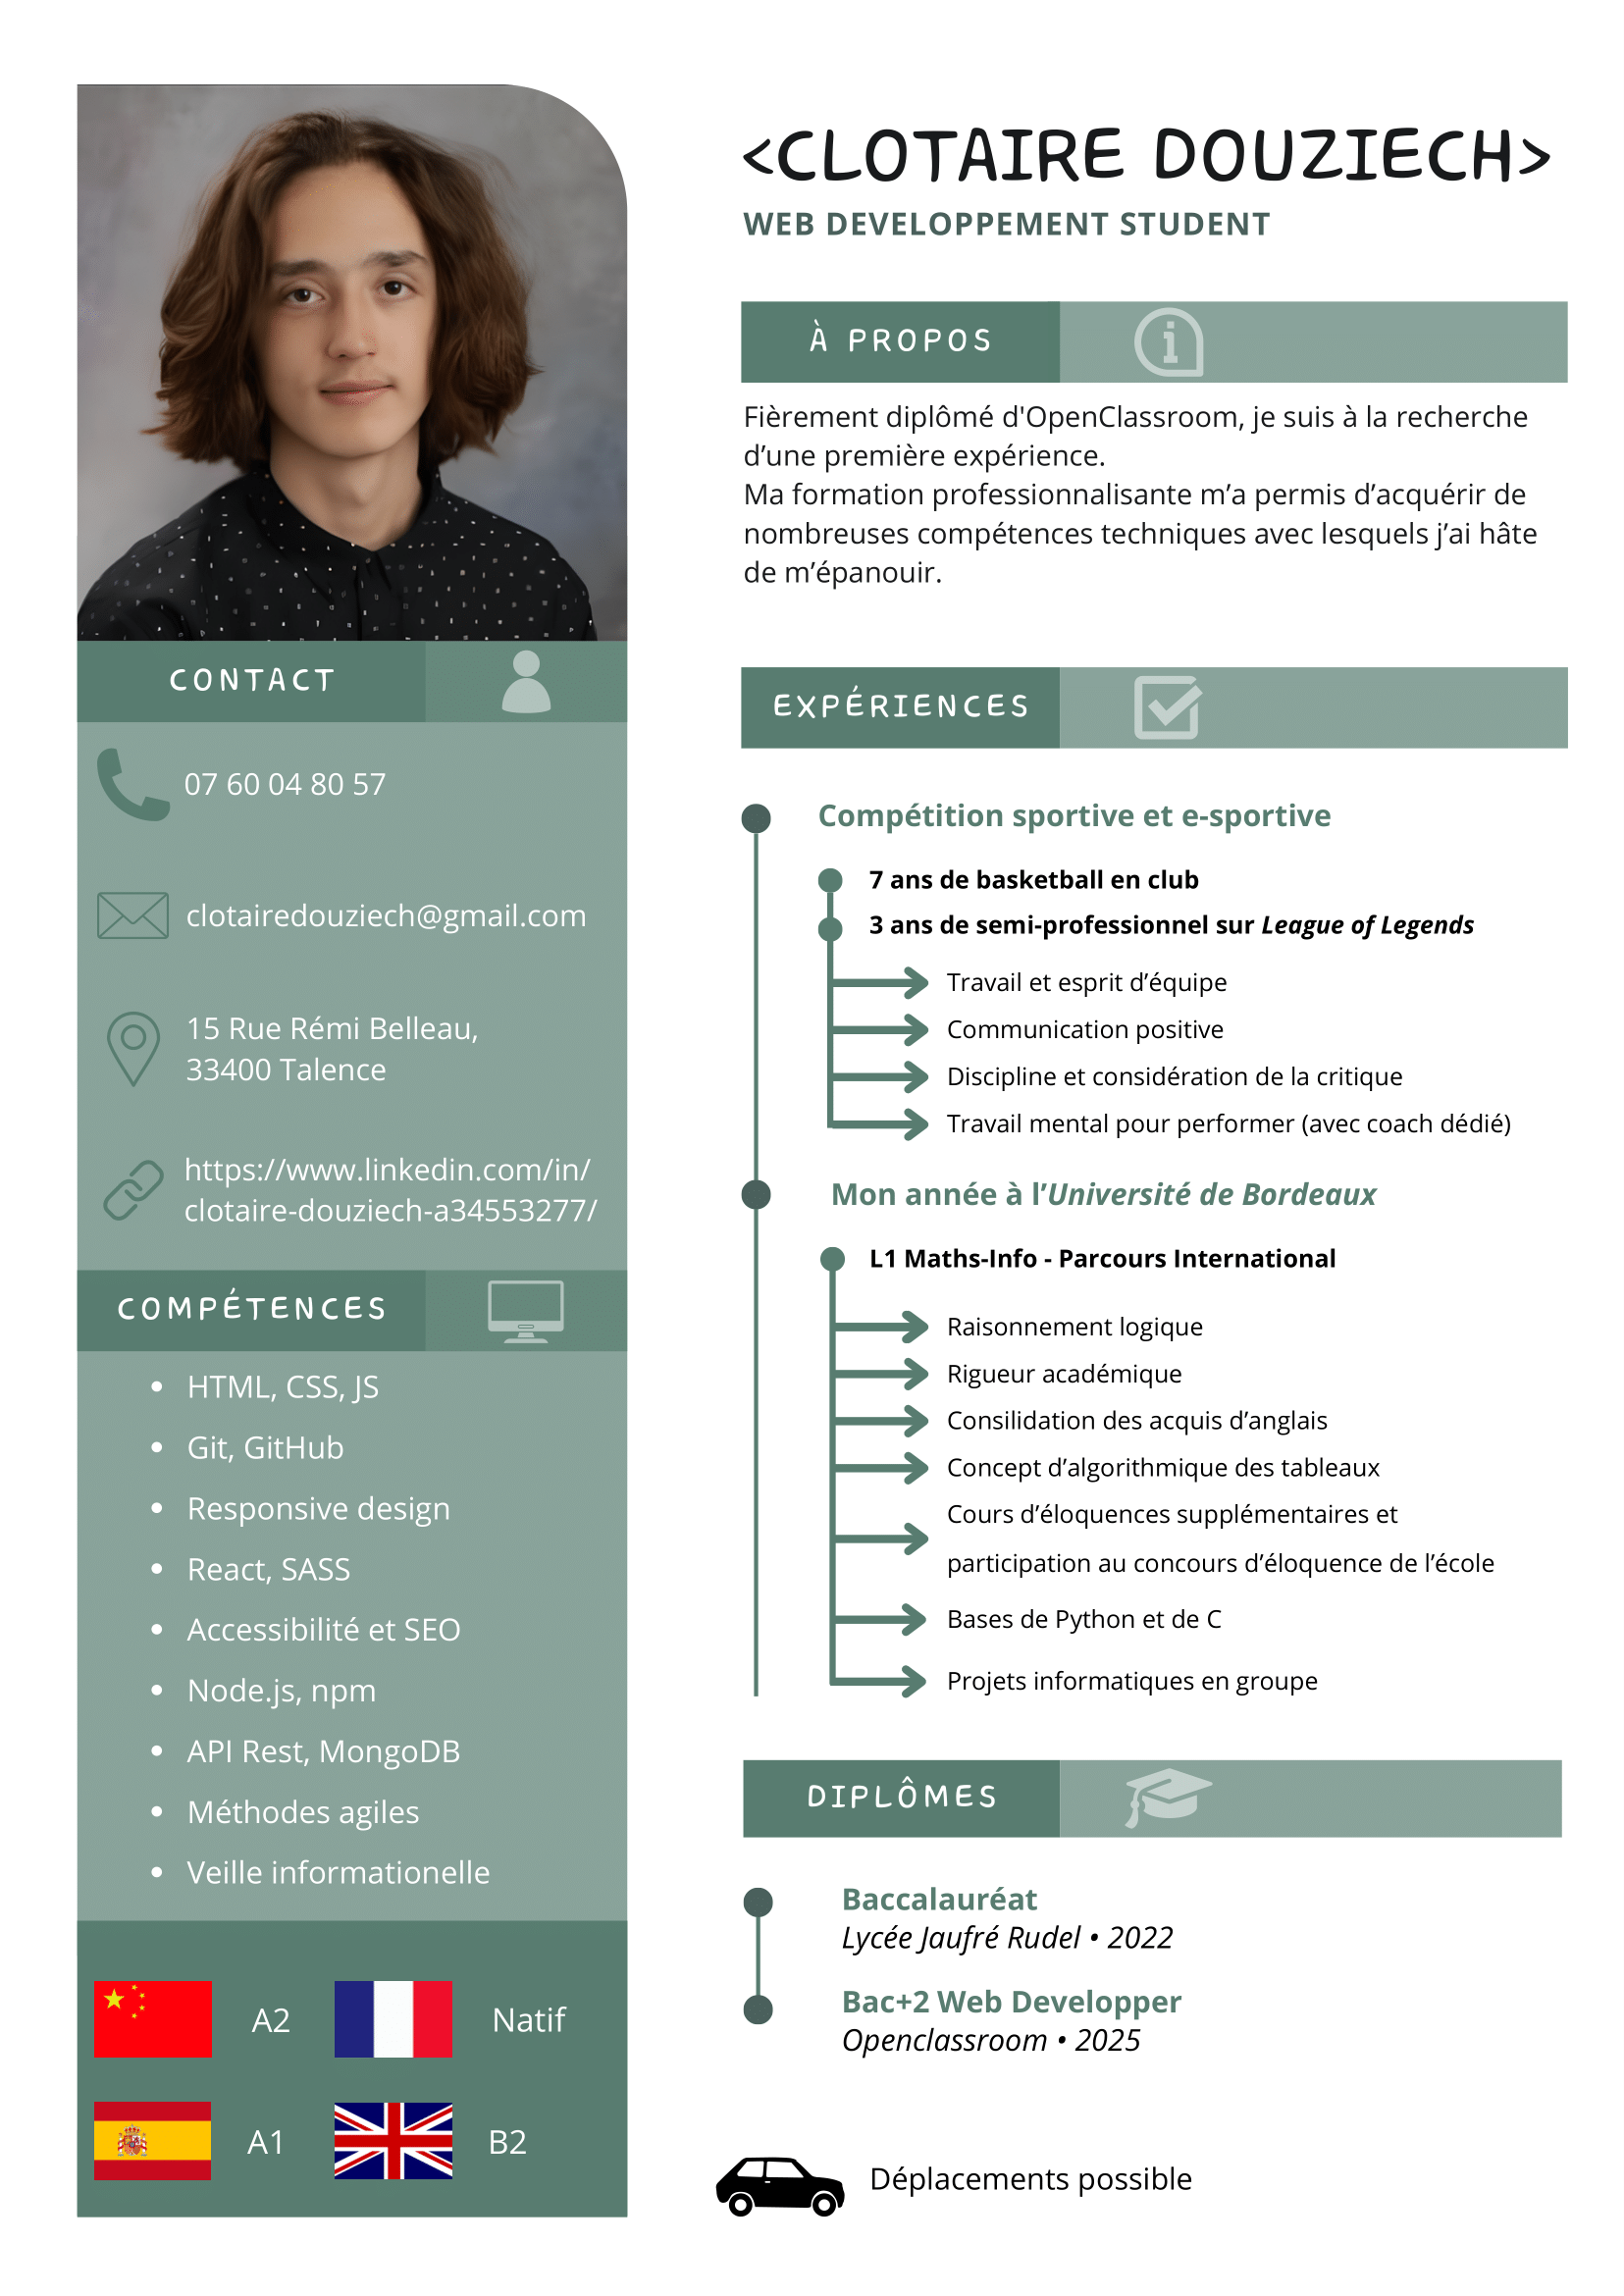 <CLOTAIRE DOUZIECH>
WEB DEVELOPPEMENT STUDENT
CONTACT
07 60 04 80 57
clotairedouziech@gmail.com
15 Rue Rémi Belleau,
33400 Talence
https://www.linkedin.com/in/
clotaire-douziech-a34553277/
COMPÉTENCES
• HTML, CSS, JS
• Git, GitHub
• Responsive design
• React, SASS
• Accessibilité et SEO
• Node.js, npm
• API Rest, MongoDB
• Méthodes agiles
• Veille informationelle
A2
Natif
A1
B2
À PROPOS
Fièrement diplômé d'OpenClassroom, je suis à la recherche
d’une première expérience.
Ma formation professionnalisante m’a permis d’acquérir de
nombreuses compétences techniques avec lesquels j’ai hâte
de m’épanouir.
EXPÉRIENCES
Compétition sportive et e-sportive
7 ans de basketball en club
3 ans de semi-professionnel sur League of Legends
Travail et esprit d’équipe
Communication positive
Discipline et considération de la critique
Travail mental pour performer (avec coach dédié)
Mon année à l’Université de Bordeaux
L1 Maths-Info - Parcours International
Raisonnement logique
Rigueur académique
Consilidation des acquis d’anglais
Concept d’algorithmique des tableaux
Cours d’éloquences supplémentaires et
participation au concours d’éloquence de l’école
Bases de Python et de C
Projets informatiques en groupe
DIPLÔMES
Baccalauréat
Lycée Jaufré Rudel • 2022
Bac+2 Web Developper
Openclassroom • 2025
Déplacements possible